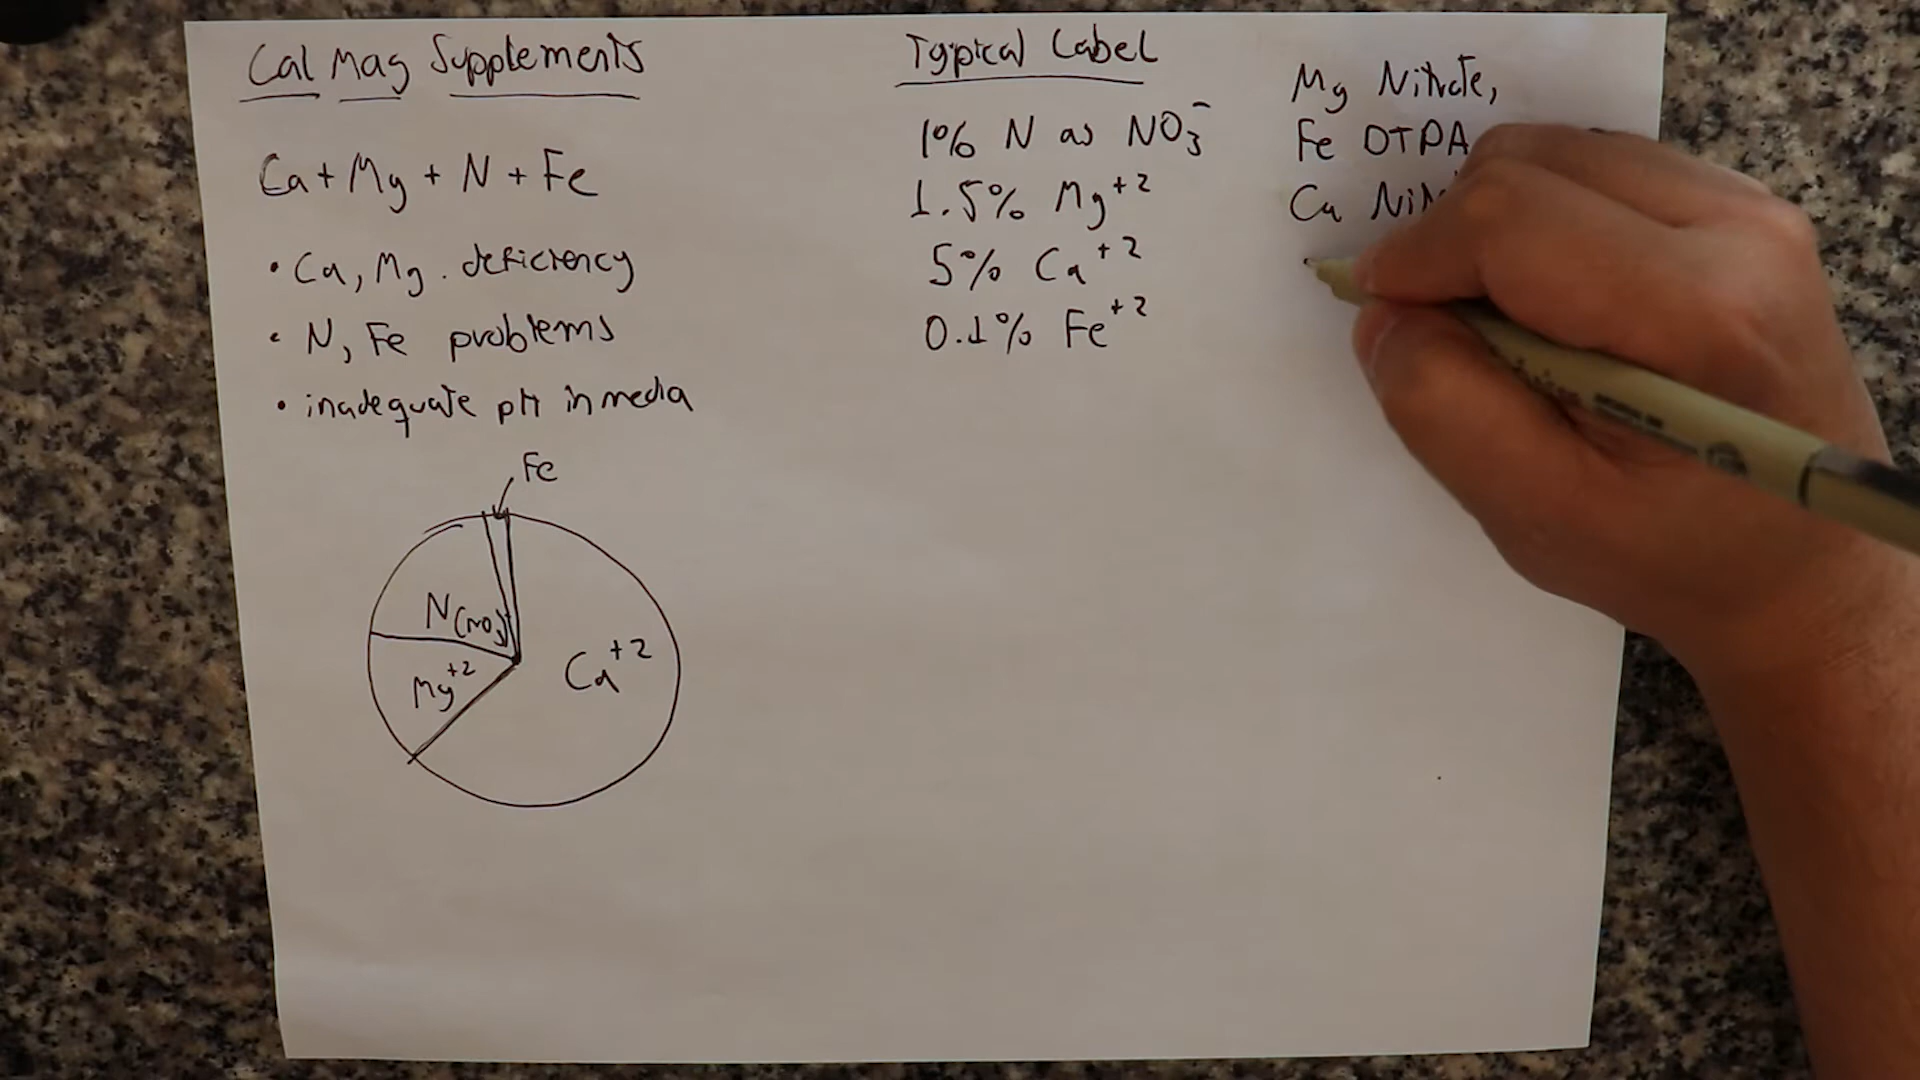 Cal Mag Supplements
Ca + Mg + N + Fe
• Ca, Mg. deficiency
• N, Fe problems
• inadequate pH in media
Fe
N(NO3)
Mg+2
Ca+2
Typical Label
1% N as NO3-
1.5% Mg+2
5% Ca+2
0.1% Fe+2
Mg Nitrate,
Fe DTPA
Ca